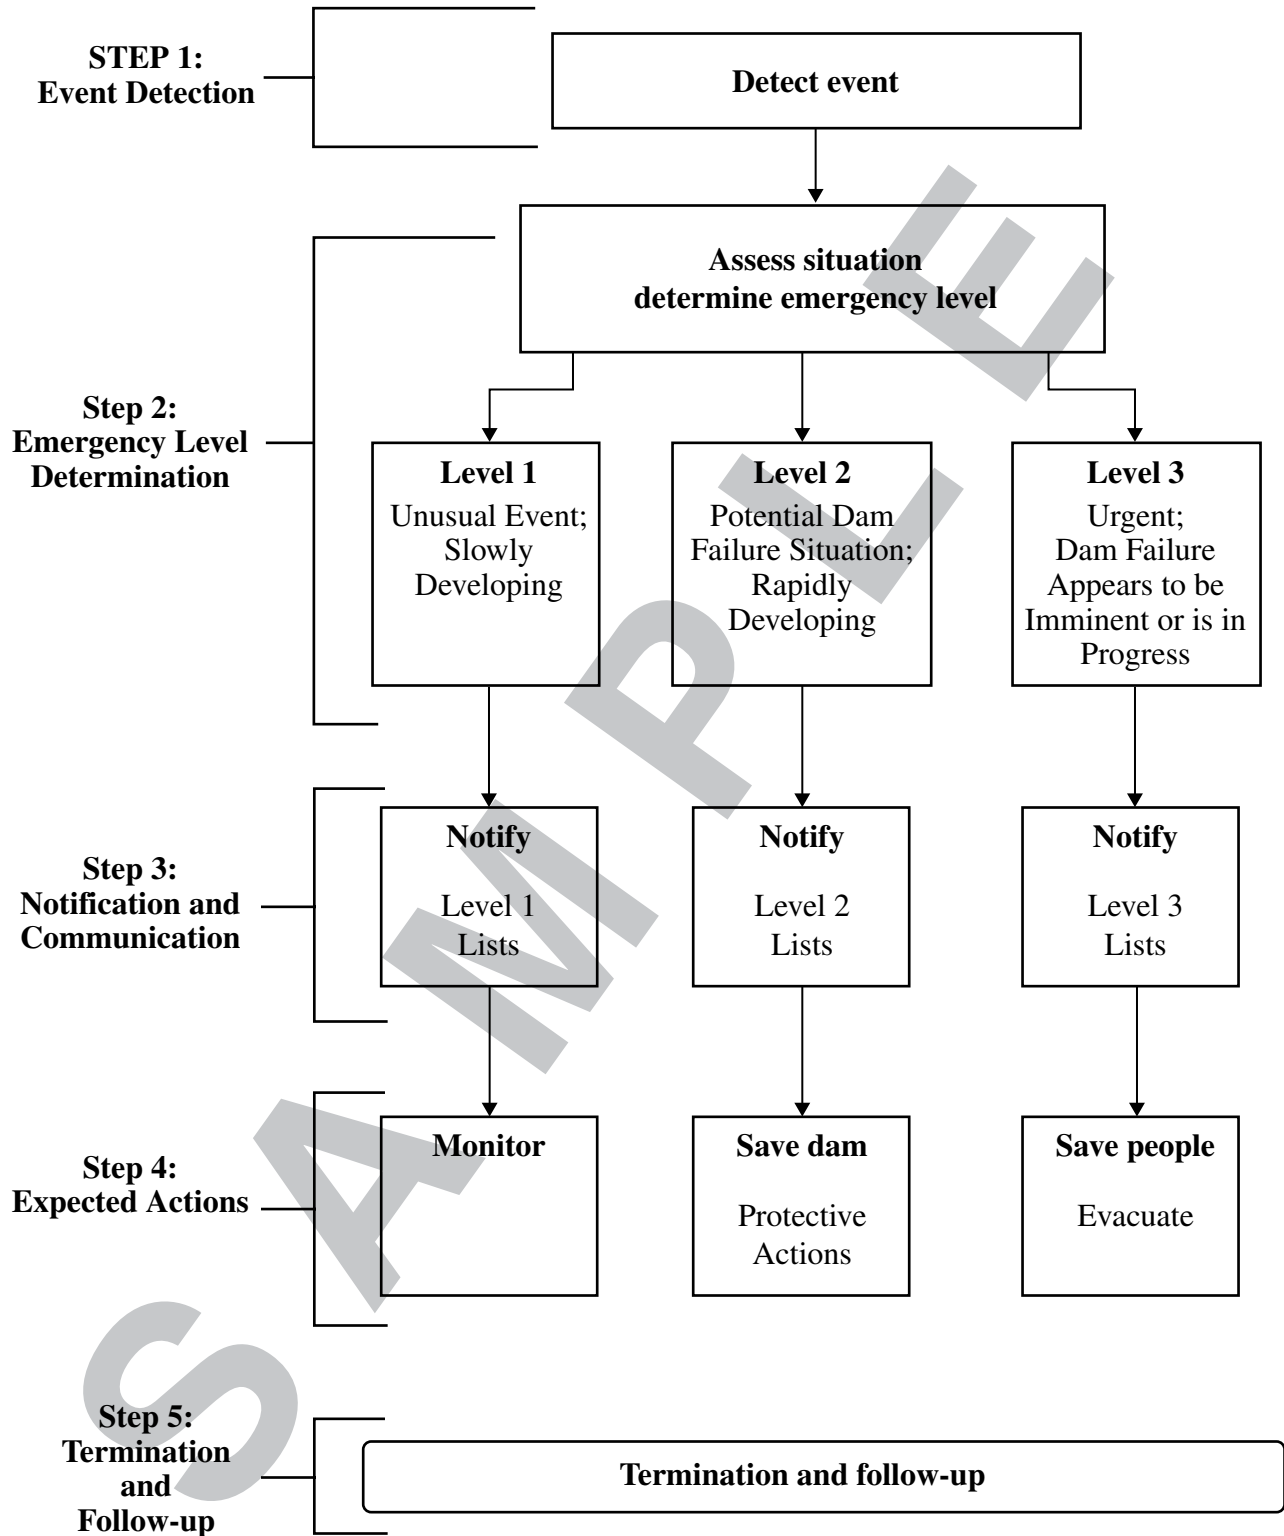 STEP 1:
Event Detection
Detect event
Assess situation
determine emergency level
Step 2:
Emergency Level
Determination
Level 1
Unusual Event;
Slowly
Developing
Level 2
Potential Dam
Failure Situation;
Rapidly
Developing
Level 3
Urgent;
Dam Failure
Appears to be
Imminent or is in
Progress
Step 3:
Notification and
Communication
Notify
Level 1
Lists
Notify
Level 2
Lists
Notify
Level 3
Lists
Step 4:
Expected Actions
Monitor
Save dam
Protective
Actions
Save people
Evacuate
Step 5:
Termination
and
Follow-up
Termination and follow-up
SAMPLE